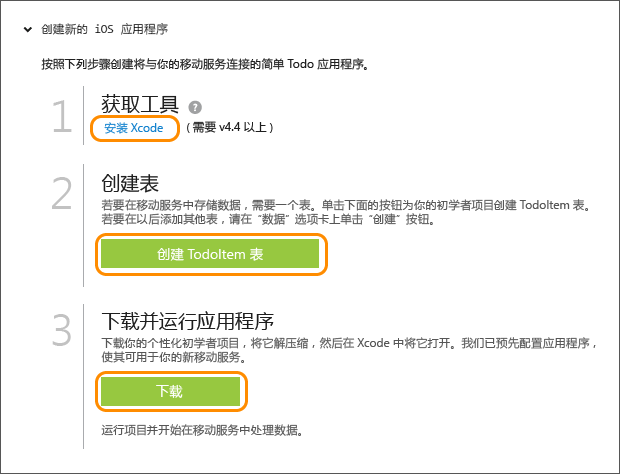 创建新的 iOS 应用程序
按照下列步骤创建将与你的移动服务连接的简单 Todo 应用程序。
1
获取工具 ?
安装 Xcode （需要 v4.4 以上）
2
创建表
若要在移动服务中存储数据，需要一个表。单击下面的按钮为你的初学者项目创建 TodoItem 表。
若要在以后添加其他表，请在“数据”选项卡上单击“创建”按钮。
创建 TodoItem 表
3
下载并运行应用程序
下载你的个性化初学者项目，将它解压缩，然后在 Xcode 中将它打开。我们已预先配置应用程序，
使其可用于你的新移动服务。
下载
运行项目并开始在移动服务中处理数据。